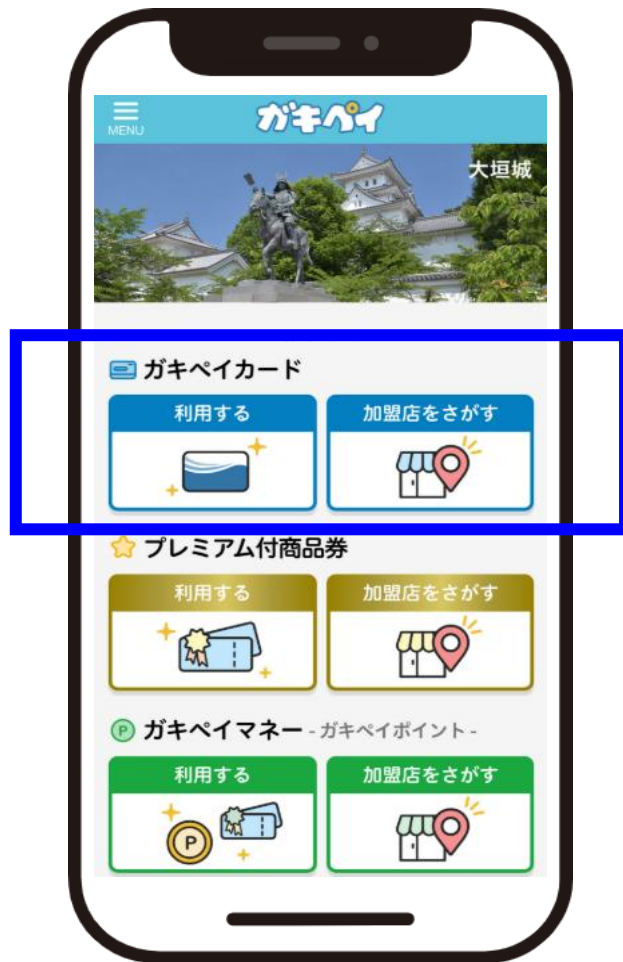 MENU
ガキペイ
大垣城
ガキペイカード
利用する
加盟店をさがす
プレミアム付商品券
利用する
加盟店をさがす
P
ガキペイマネー - ガキペイポイント -
利用する
加盟店をさがす
P